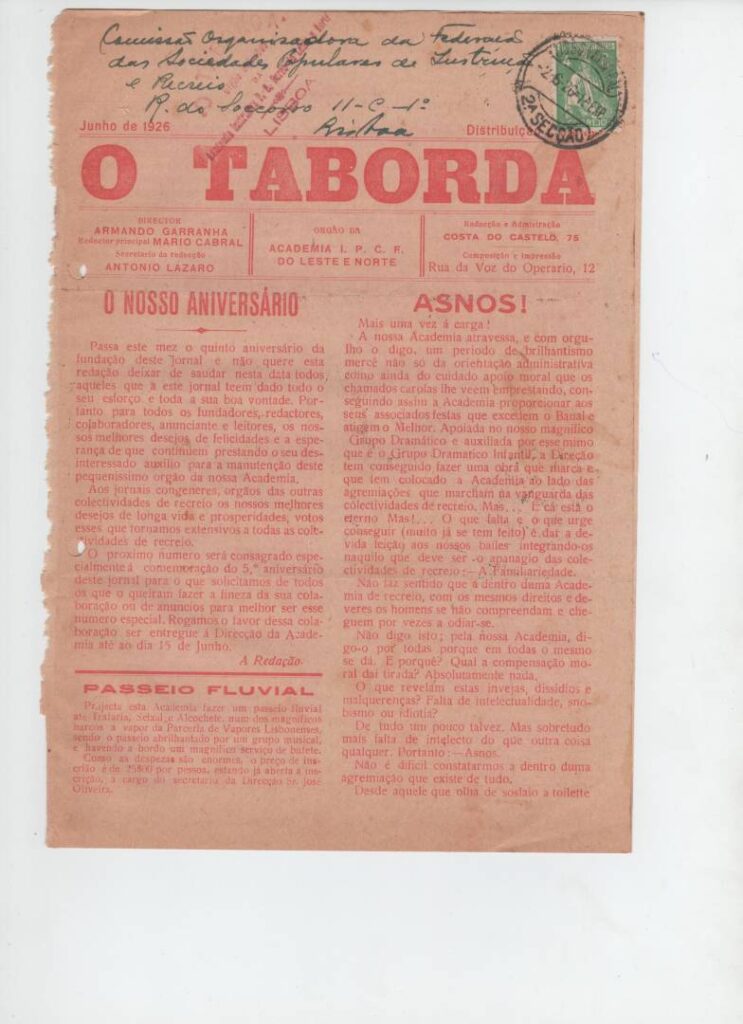 Comissão Organisadora da Federação
das Sociedades Populares de Instrução
e Recreio
R. do Soccorro 11-C-1º
Lisboa
LISBOA
2ª SECÇÃO
Junho de 1926
Distribuiç
O TABORDA
DIRECTOR
ARMANDO GARRANHA
Redactor principal MARIO CABRAL
Secretario da redacção
ANTONIO LAZARO
ORGÃO DA
ACADEMIA I. P. C. F.
DO LESTE E NORTE
Redacção e Admistração
COSTA DO CASTELO, 75
Composição e Impressão
Rua da Voz do Operario, 12
O NOSSO ANIVERSÁRIO
Passa este mez o quinto aniversário da
fundação deste jornal e não quere esta
redação deixar de saudar nesta data todos
aqueles que a este jornal teem dado todo o
seu esforço e toda a sua boa vontade. Por-
tanto para todos os fundadores, redactores,
colaboradores, anunciante e leitores, os nos-
sos melhores desejos de felicidades e a espe-
rança de que continuem prestando o seu des-
interessado auxilio para a manutenção deste
pequenissimo orgão da nossa Academia.
Aos jornais congeneres, orgãos das outras
colectividades de recreio os nossos melhores
desejos de longa vida e prosperidades, votos
esses que tornamos extensivos a todas as cole-
tividades de recreio.
O proximo numero será consagrado espe-
cialmente á comemoração do 5.º aniversário
deste jornal para o que solicitamos de todos
os que o queiram fazer a fineza da sua cola-
boração ou de anuncios para melhor ser esse
numero especial. Rogamos o favor dessa cola-
boração ser entregue á Direcção da Acade-
mia até ao dia 15 de Junho.
A Redação
PASSEIO FLUVIAL
Projecta esta Academia fazer um passeio fluvial
até Trafaria, Seixal e Alcochete, num dos magnificos
barcos a vapor da Parceria de Vapores Lisbonenses,
sendo o passeio abrilhantado por um grupo musical,
e havendo a bordo um magnifico serviço de bufete.
Como as despezas são enormes, o preço de ins-
crição é de 25$00 por pessoa, estando já aberta a ins-
crição, a cargo do secretario da Direcção Sr. José
Oliveira.
ASNOS!
Mais uma vez á carga!
A nossa Academia atravessa, e com orgu-
lho o digo, um periodo de brilhantismo
mercê não só da orientação administrativa
como ainda do cuidado apoio moral que os
chamados carolas lhe veem emprestando, con-
seguindo assim a Academia proporcionar aos
seus associados festas que excedem o Banal e
atigem o Melhor. Apoiada no nosso magnifico
Grupo Dramático e auxiliada por esse mimo
que é o Grupo Dramatico Infantil, a Direção
tem conseguido fazer uma obra que marca e
que tem colocado a Academia ao lado das
agremiações que marcham na vanguarda das
colectividades de recreio. Mas... E cá está o
eterno Mas!... O que falta e o que urge
conseguir (muito já se tem feito) é dar a de-
vida feição aos nossos bailes integrando-os
naquilo que deve ser o apanagio das cole-
ctividades de recreio:—A Familiariedade.
Não faz sentido que á dentro duma Acade-
mia de recreio, com os mesmos direitos e de-
veres os homens se não compreendam e che-
guem por vezes a odiar-se.
Não digo isto; pela nossa Academia, di-
go-o por todas porque em todas o mesmo
se dá. E porquê? Qual a compensação mo-
ral daí tirada? Absolutamente nada.
O que revelam estas invejas, dissidios e
malquerenças? Falta de intelectualidade, sno-
bismo ou idiotia?
De tudo um pouco talvez. Mas sobretudo
mais falta de intelecto do que outra coisa
qualquer. Portanto:—Asnos.
Não é dificil constatarmos a dentro duma
agremiação que existe de tudo.
Desde aquele que olha de soslaio a toilette